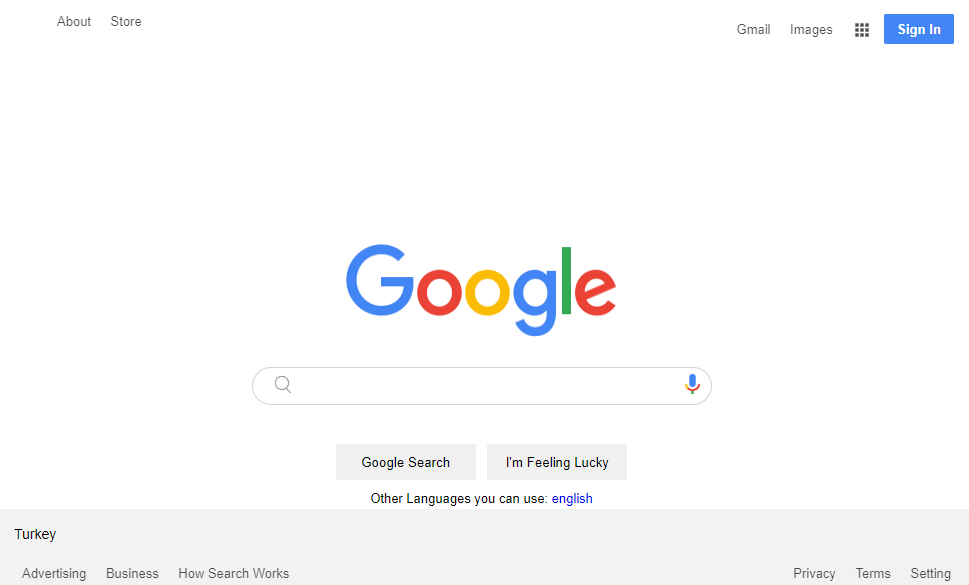 About Store
Gmail Images Sign In
Google
Google Search I'm Feeling Lucky
Other Languages you can use: english
Turkey
Advertising Business How Search Works Privacy Terms Setting